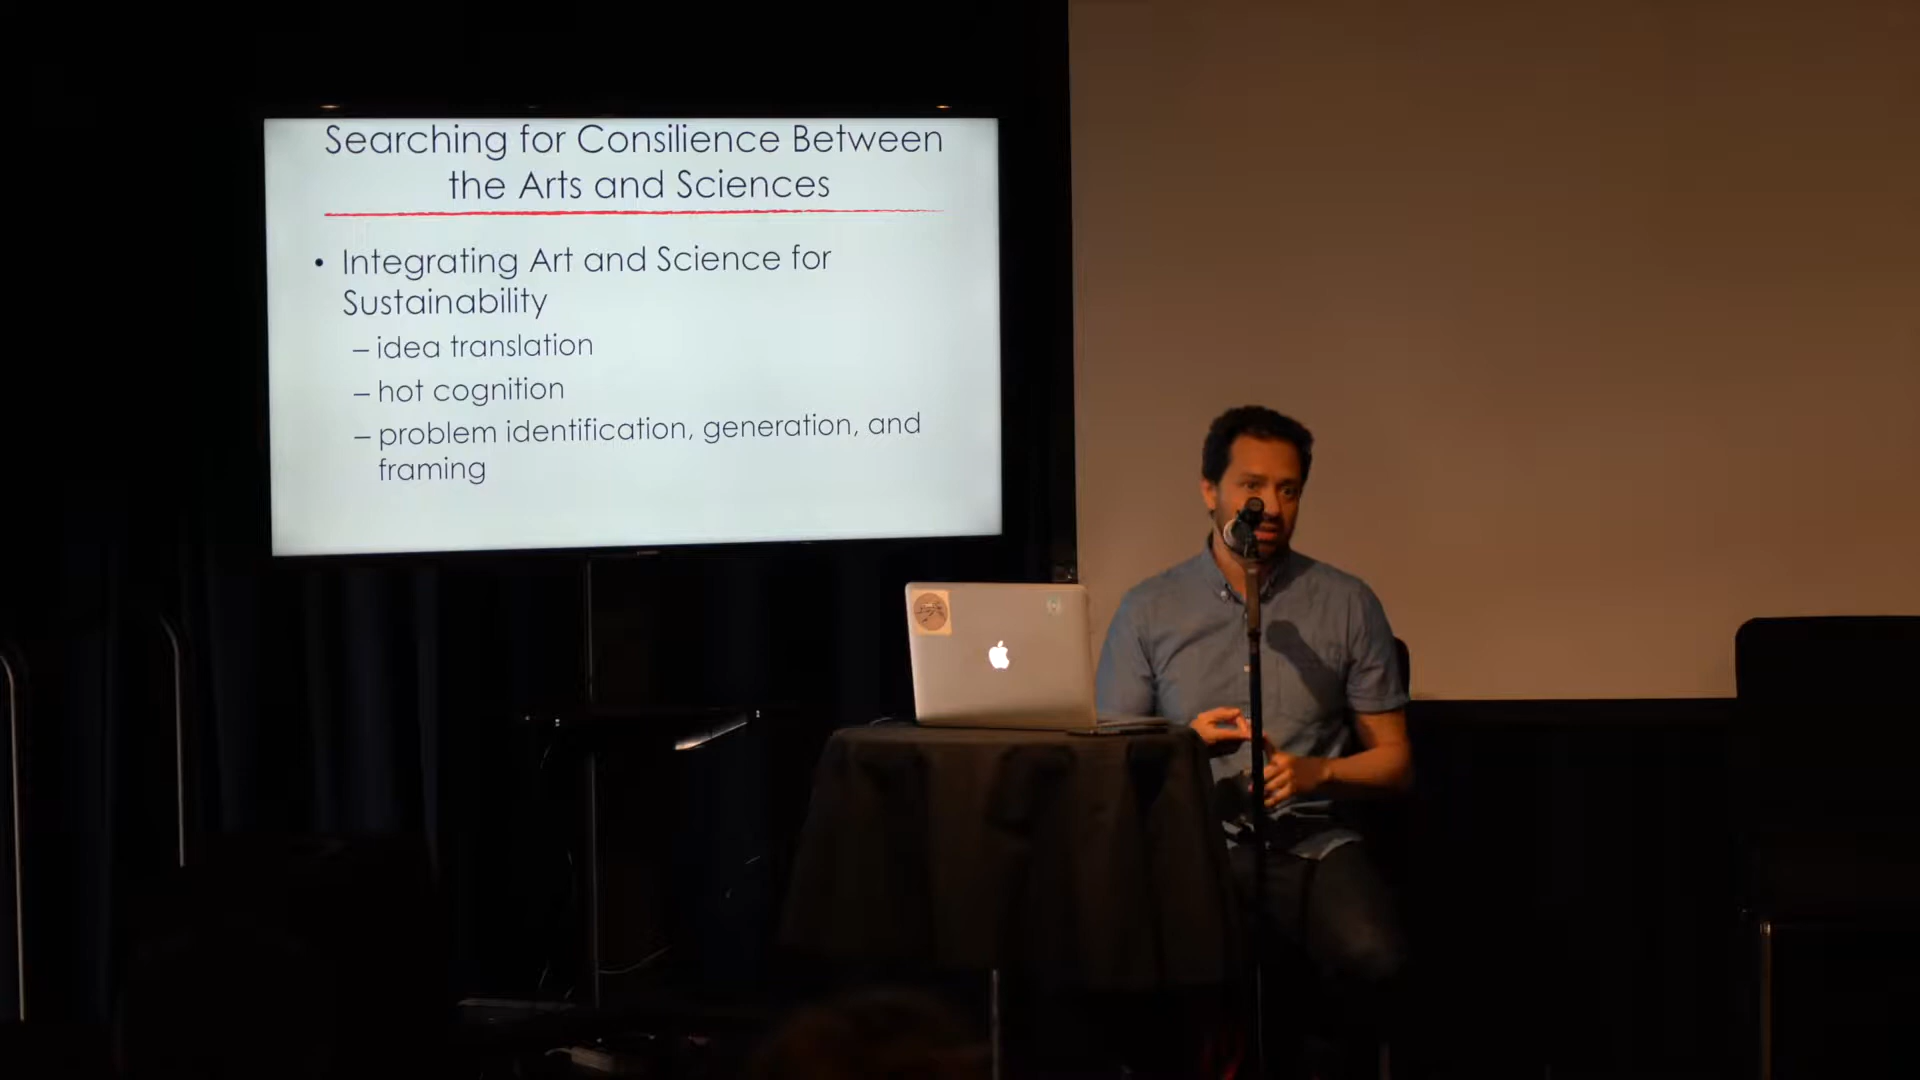 Searching for Consilience Between
the Arts and Sciences
• Integrating Art and Science for
Sustainability
– idea translation
– hot cognition
– problem identification, generation, and
framing